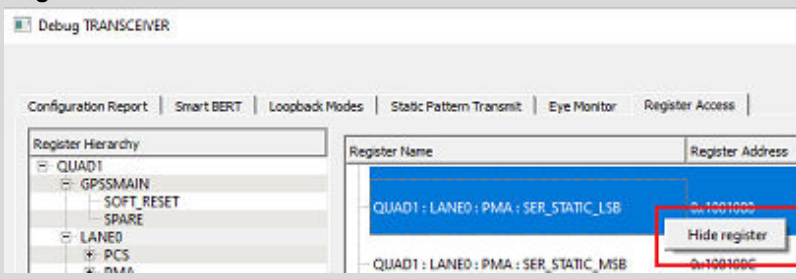 Debug TRANSCEIVER
Configuration Report | Smart BERT | Loopback Modes | Static Pattern Transmit | Eye Monitor Register Access |
Register Hierarchy
QUAD1
GPSSMAIN
SOFT_RESET
SPARE
LANE0
PCS
PMA
Register Name Register Address
QUAD1 : LANE0 : PMA : SER_STATIC_LSB
Hide register
QUAD1 : LANE0 : PMA : SER_STATIC_MSB